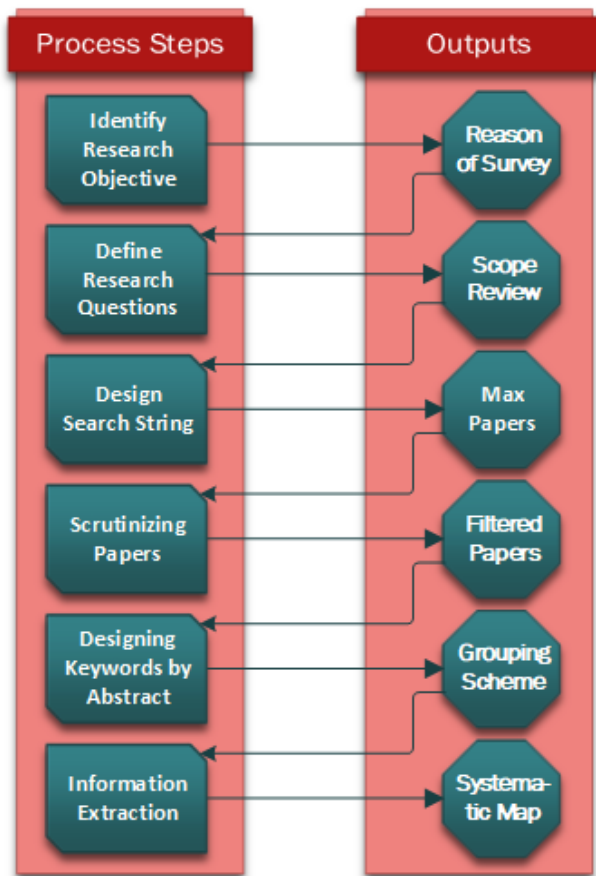 Process Steps
Outputs
Identify
Research
Objective
Reason
of Survey
Define
Research
Questions
Scope
Review
Design
Search String
Max
Papers
Scrutinizing
Papers
Filtered
Papers
Designing
Keywords by
Abstract
Grouping
Scheme
Information
Extraction
Systema-
tic Map